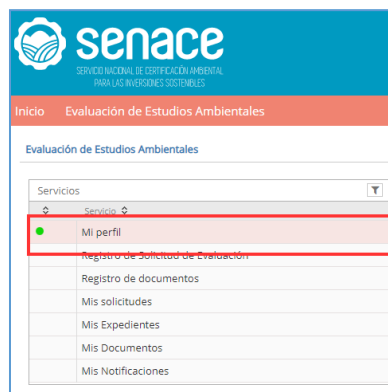 senace
SERVICIO NACIONAL DE CERTIFICACIÓN AMBIENTAL
PARA LAS INVERSIONES SOSTENIBLES
Inicio Evaluación de Estudios Ambientales
Evaluación de Estudios Ambientales
Servicios
Servicio
Mi perfil
Registro de Solicitud de Evaluación
Registro de documentos
Mis solicitudes
Mis Expedientes
Mis Documentos
Mis Notificaciones